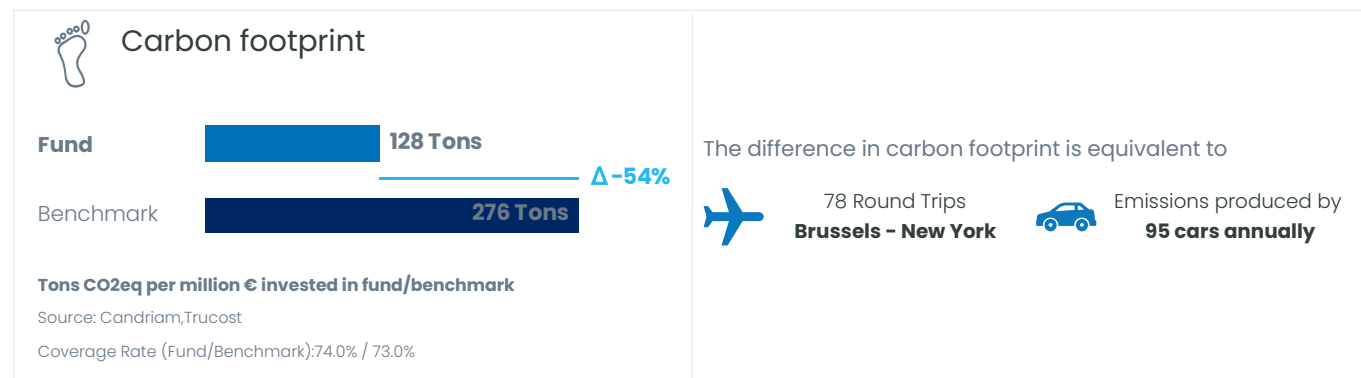 Carbon footprint
Fund
128 Tons
Δ -54%
Benchmark
276 Tons
Tons CO2eq per million € invested in fund/benchmark
Source: Candriam,Trucost
Coverage Rate (Fund/Benchmark):74.0% / 73.0%
The difference in carbon footprint is equivalent to
78 Round Trips
Brussels - New York
Emissions produced by
95 cars annually